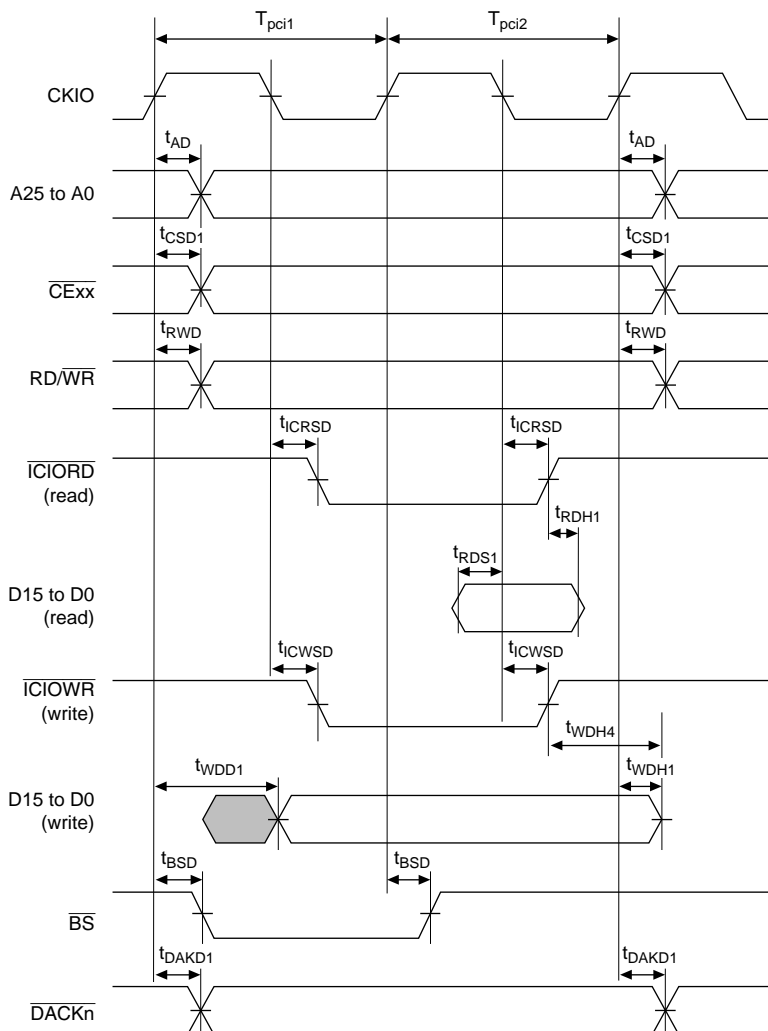 Tpci1 Tpci2
CKIO
tAD tAD
A25 to A0
tCSD1 tCSD1
CExx
tRWD tRWD
RD/WR
tICRSD tICRSD
ICIORD
(read)
tRDH1
tRDS1
D15 to D0
(read)
tICWSD tICWSD
ICIOWR
(write)
tWDH4
tWDD1 tWDH1
D15 to D0
(write)
tBSD tBSD
BS
tDAKD1 tDAKD1
DACKn